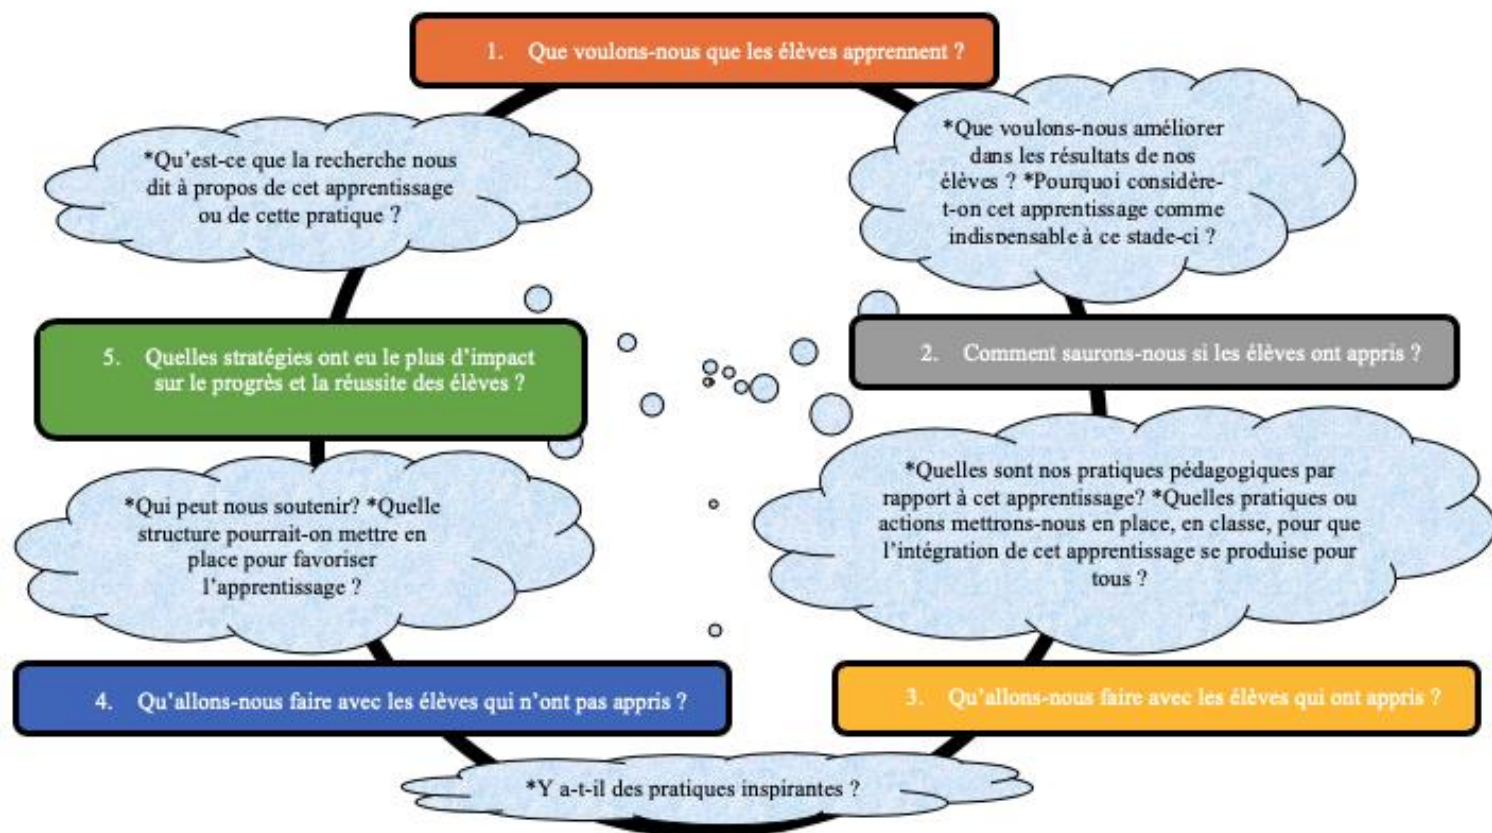 1. Que voulons-nous que les élèves apprennent ?
*Qu'est-ce que la recherche nous
dit à propos de cet apprentissage
ou de cette pratique ?
*Que voulons-nous améliorer
dans les résultats de nos
élèves ? *Pourquoi considère-
t-on cet apprentissage comme
indispensable à ce stade-ci ?
5. Quelles stratégies ont eu le plus d'impact
sur le progrès et la réussite des élèves ?
2. Comment saurons-nous si les élèves ont appris ?
*Qui peut nous soutenir? *Quelle
structure pourrait-on mettre en
place pour favoriser
l'apprentissage ?
*Quelles sont nos pratiques pédagogiques par
rapport à cet apprentissage? *Quelles pratiques ou
actions mettrons-nous en place, en classe, pour que
l'intégration de cet apprentissage se produise pour
tous ?
4. Qu'allons-nous faire avec les élèves qui n'ont pas appris ?
3. Qu'allons-nous faire avec les élèves qui ont appris ?
*Y a-t-il des pratiques inspirantes ?